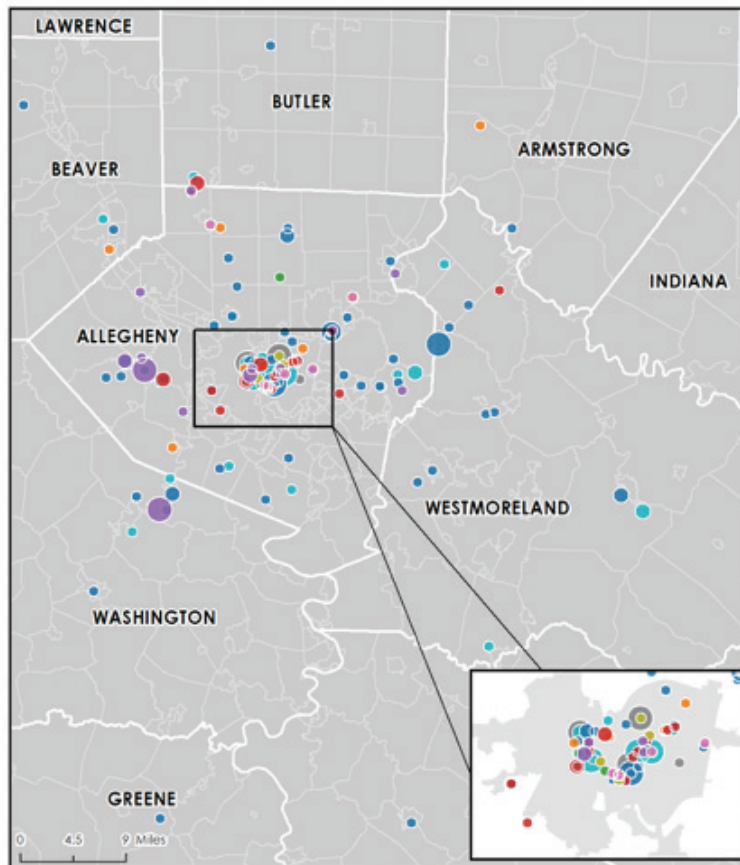 LAWRENCE
BUTLER
ARMSTRONG
BEAVER
INDIANA
ALLEGHENY
WESTMORELAND
WASHINGTON
GREENE
0 4.5 9 Miles